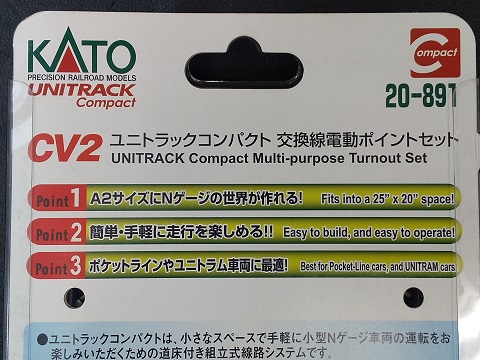 KATO
PRECISION RAILROAD MODELS
UNITRACK
Compact
Compact
20-891
CV2 ユニトラックコンパクト 交換線電動ポイントセット
UNITRACK Compact Multi-purpose Turnout Set
Point 1 A2サイズにNゲージの世界が作れる! Fits into a 25" x 20" space!
Point 2 簡単・手軽に走行を楽しめる!! Easy to build, and easy to operate!
Point 3 ポケットラインやユニトラム車両に最適! Best for Pocket-Line cars, and UNITRAM cars
●ユニトラックコンパクトは、小さなスペースで手軽に小型Nゲージ車両の運転をお
楽しみいただくための道床付き組立式線路システムです。